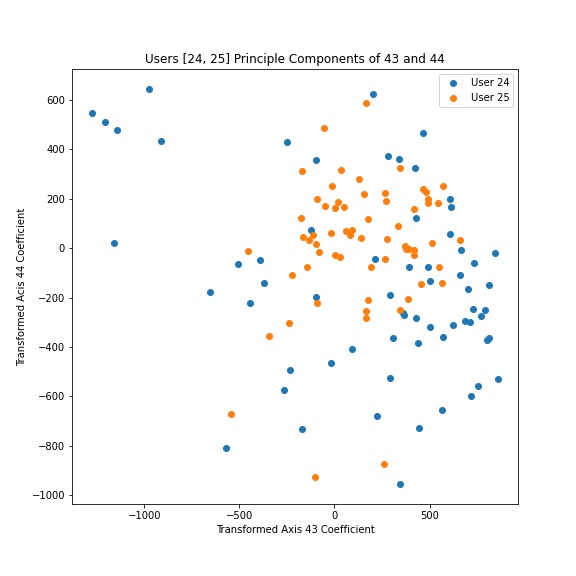 Users [24, 25] Principle Components of 43 and 44
User 24
User 25
600
400
200
0
−200
−400
−600
−800
−1000
Transformed Acis 44 Coefficient
−1000
−500
0
500
Transformed Axis 43 Coefficient